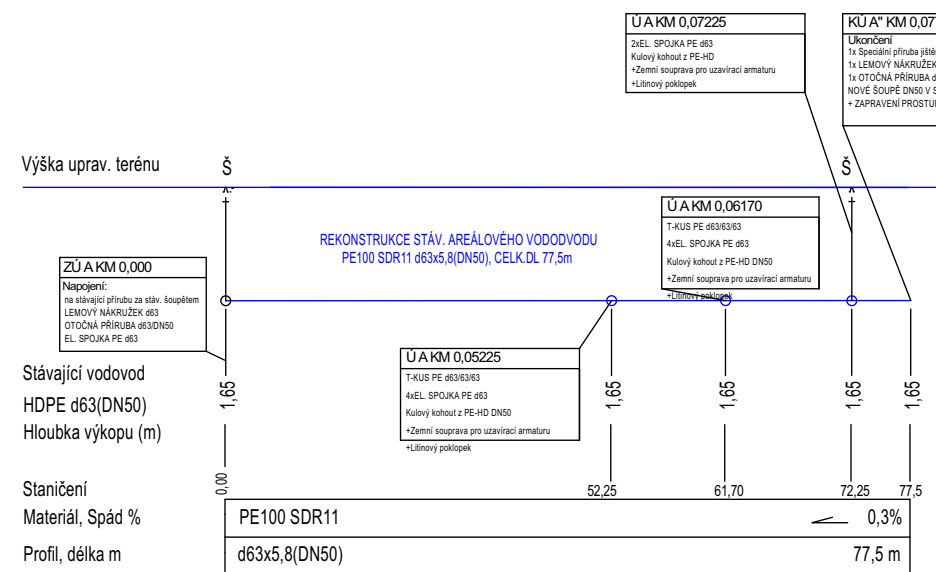 Ú A KM 0,07225
2xEL. SPOJKA PE d63
Kulový kohout z PE-HD
+Zemní souprava pro uzavírací armaturu
+Litinový poklopek
KÚ A" KM 0,07
Ukončení
1x Speciální příruba jiště
1x LEMOVÝ NÁKRUŽEK
1x OTOČNÁ PŘÍRUBA d
NOVÉ ŠOUPĚ DN50 V S
+ ZAPRAVENÍ PROSTU
Výška uprav. terénu
Š
Š
REKONSTRUKCE STÁV. AREÁLOVÉHO VODODVODU
PE100 SDR11 d63x5,8(DN50), CELK.DL 77,5m
Ú A KM 0,06170
T-KUS PE d63/63/63
4xEL. SPOJKA PE d63
Kulový kohout z PE-HD DN50
+Zemní souprava pro uzavírací armaturu
+Litinový poklopek
ZÚ A KM 0,000
Napojení:
na stávající přírubu za stáv. šoupětem
LEMOVÝ NÁKRUŽEK d63
OTOČNÁ PŘÍRUBA d63/DN50
EL. SPOJKA PE d63
Ú A KM 0,05225
T-KUS PE d63/63/63
4xEL. SPOJKA PE d63
Kulový kohout z PE-HD DN50
+Zemní souprava pro uzavírací armaturu
+Litinový poklopek
Stávající vodovod
HDPE d63(DN50)
Hloubka výkopu (m)
1,65
1,65
1,65
1,65
1,65
Staničení
0,00
52,25
61,70
72,25
77,5
Materiál, Spád %
PE100 SDR11
0,3%
Profil, délka m
d63x5,8(DN50)
77,5 m